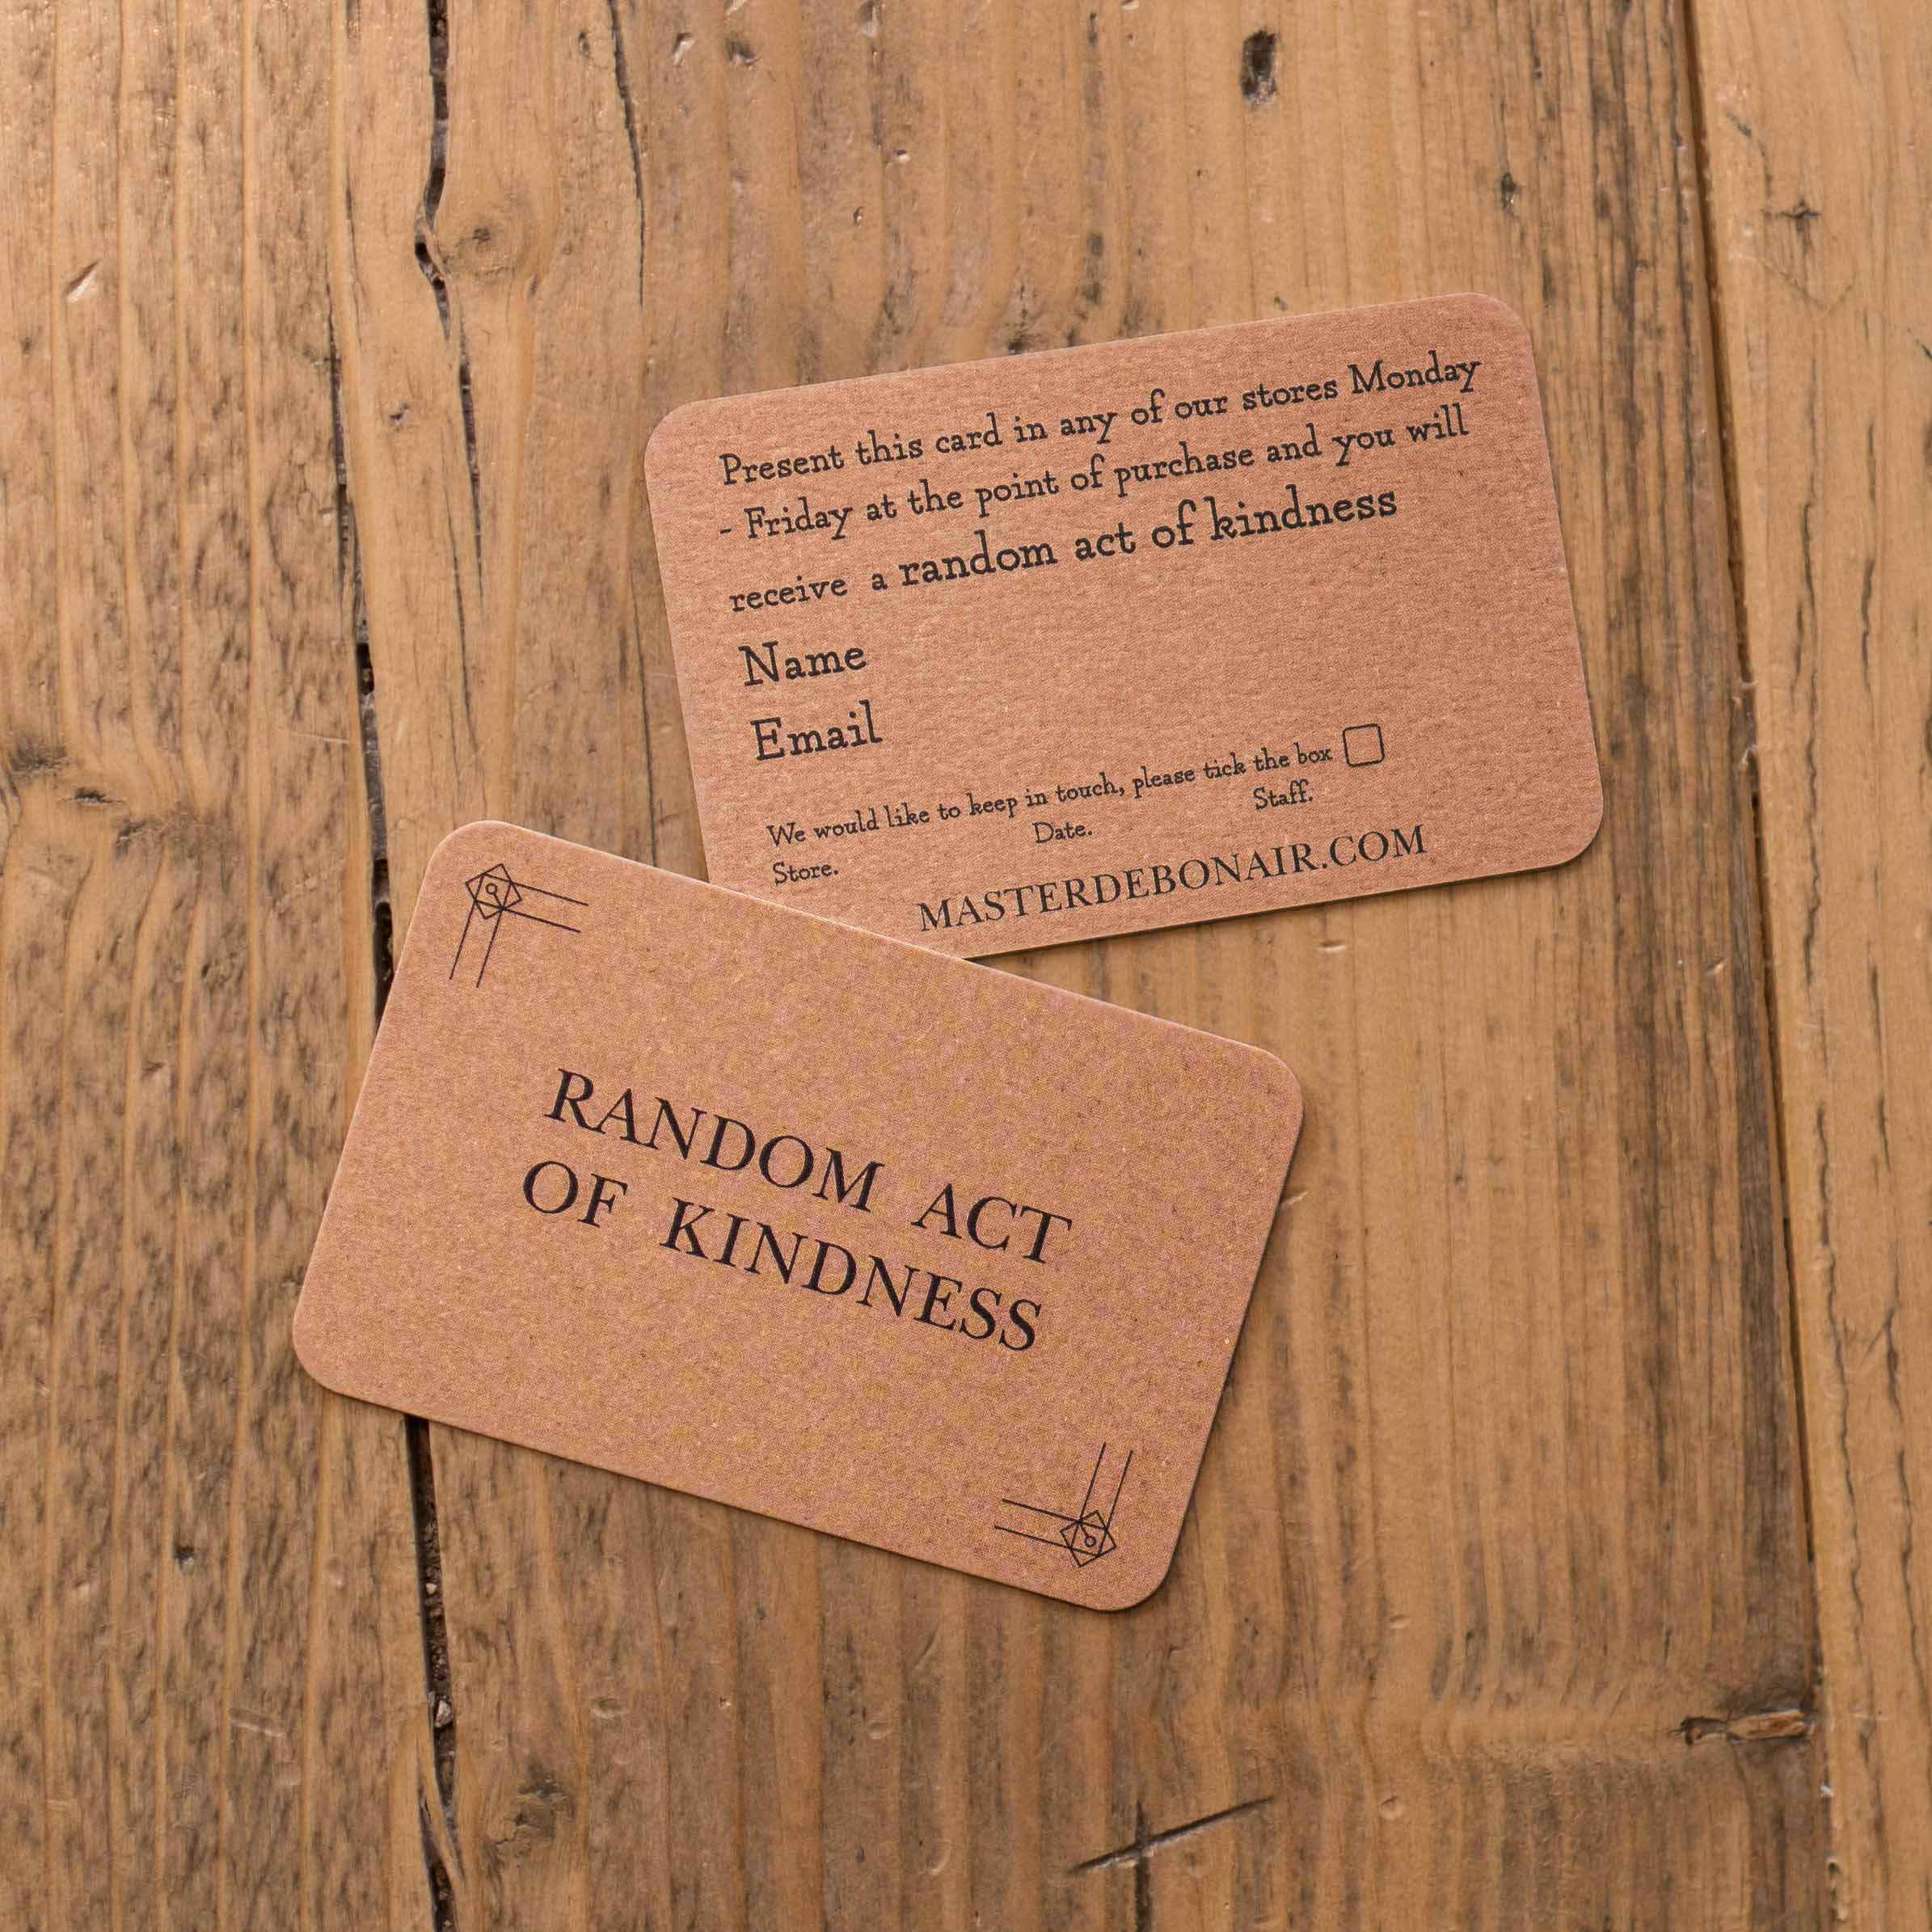 Present this card in any of our stores Monday
- Friday at the point of purchase and you will
receive a random act of kindness
Name
Email
We would like to keep in touch, please tick the box
Store. Date. Staff.
MASTERDEBONAIR.COM
RANDOM ACT
OF KINDNESS